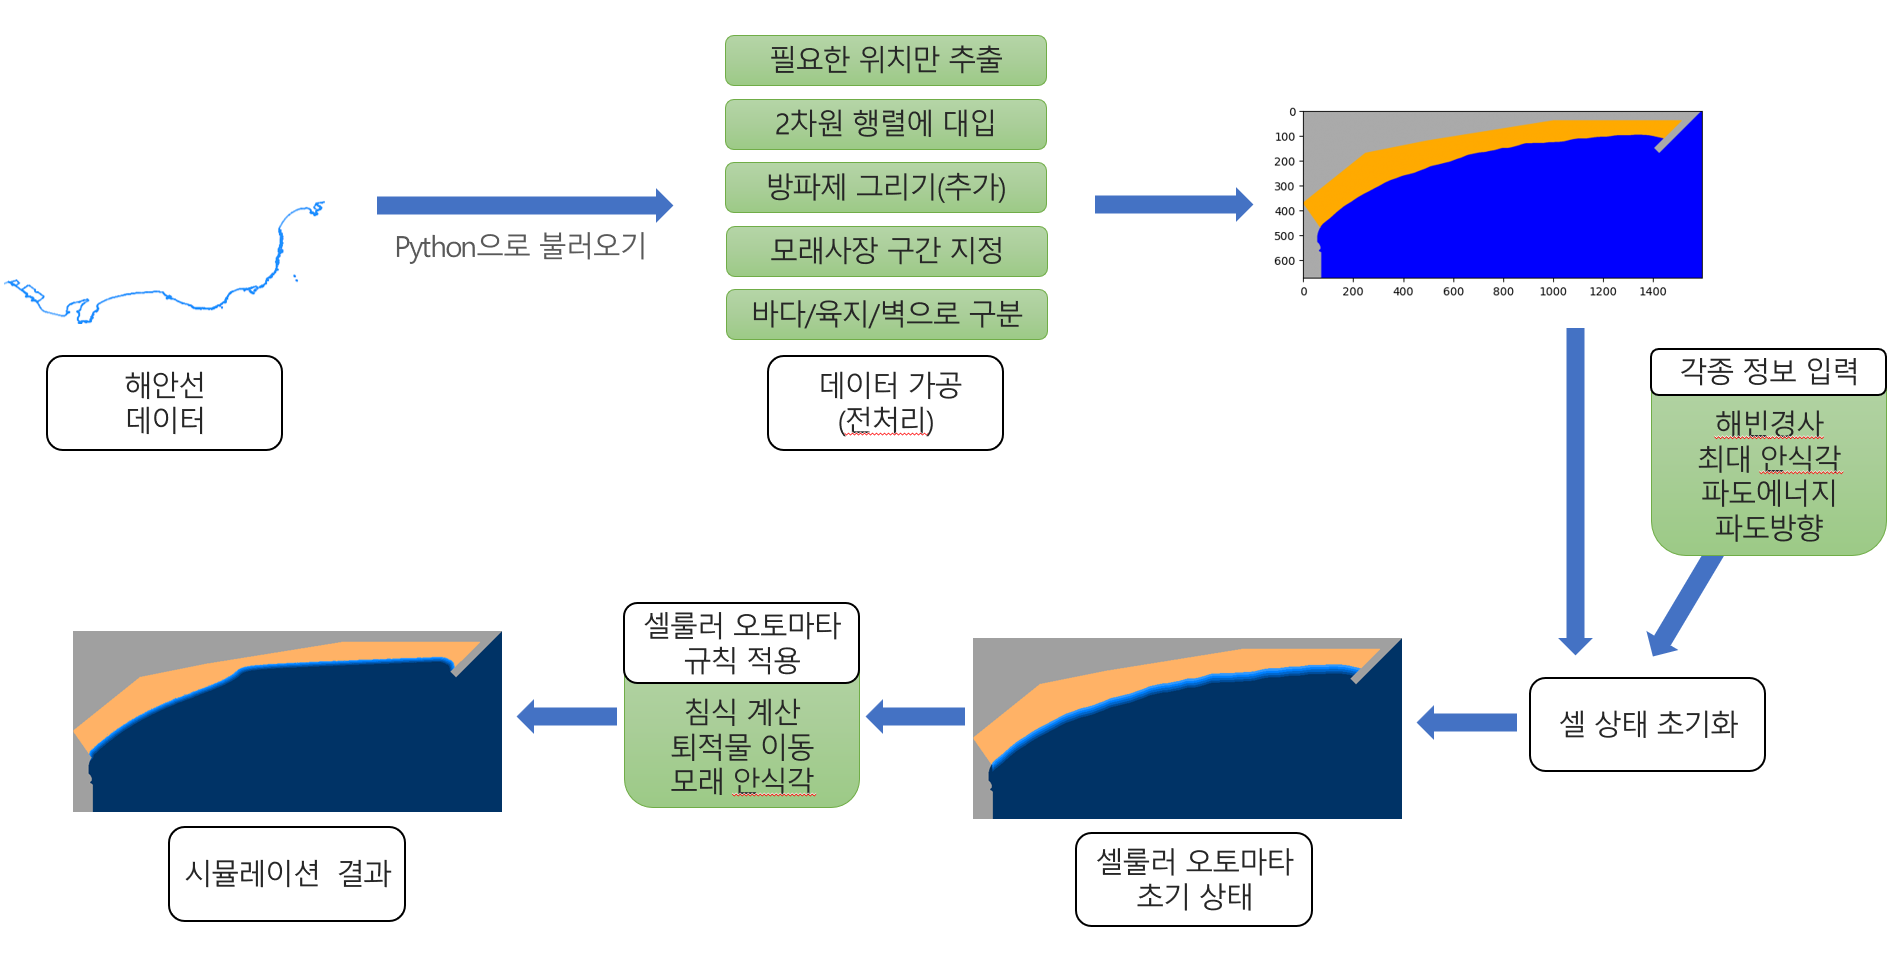 필요한 위치만 추출
2차원 행렬에 대입
방파제 그리기(추가)
모래사장 구간 지정
바다/육지/벽으로 구분
Python으로 불러오기
해안선
데이터
데이터 가공
(전처리)
0
100
200
300
400
500
600
0
200
400
600
800
1000
1200
1400
각종 정보 입력
해빈경사
최대 안식각
파도에너지
파도방향
셀 상태 초기화
셀룰러 오토마타
초기 상태
셀룰러 오토마타
규칙 적용
침식 계산
퇴적물 이동
모래 안식각
시뮬레이션 결과